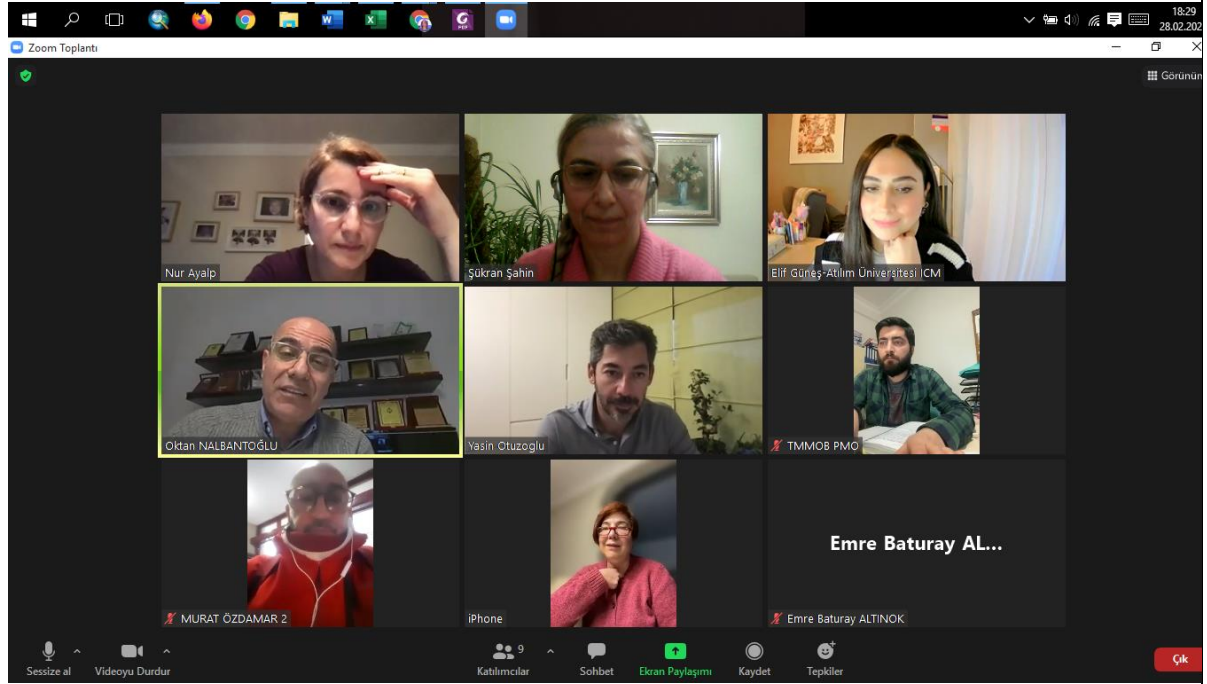 18:29
28.02.202
Zoom Toplantı
Görünün
Nur Ayalp
Şükran Şahin
Elif Güneş-Atılım Üniversitesi ICM
Oktan NALBANTOĞLU
Yasin Otuzoglu
TMMOB PMO
MURAT ÖZDAMAR 2
iPhone
Emre Baturay AL...
Emre Baturay ALTINOK
Sessize al
Videoyu Durdur
9
Katılımcılar
Sohbet
Ekran Paylaşımı
Kaydet
Tepkiler
Çık